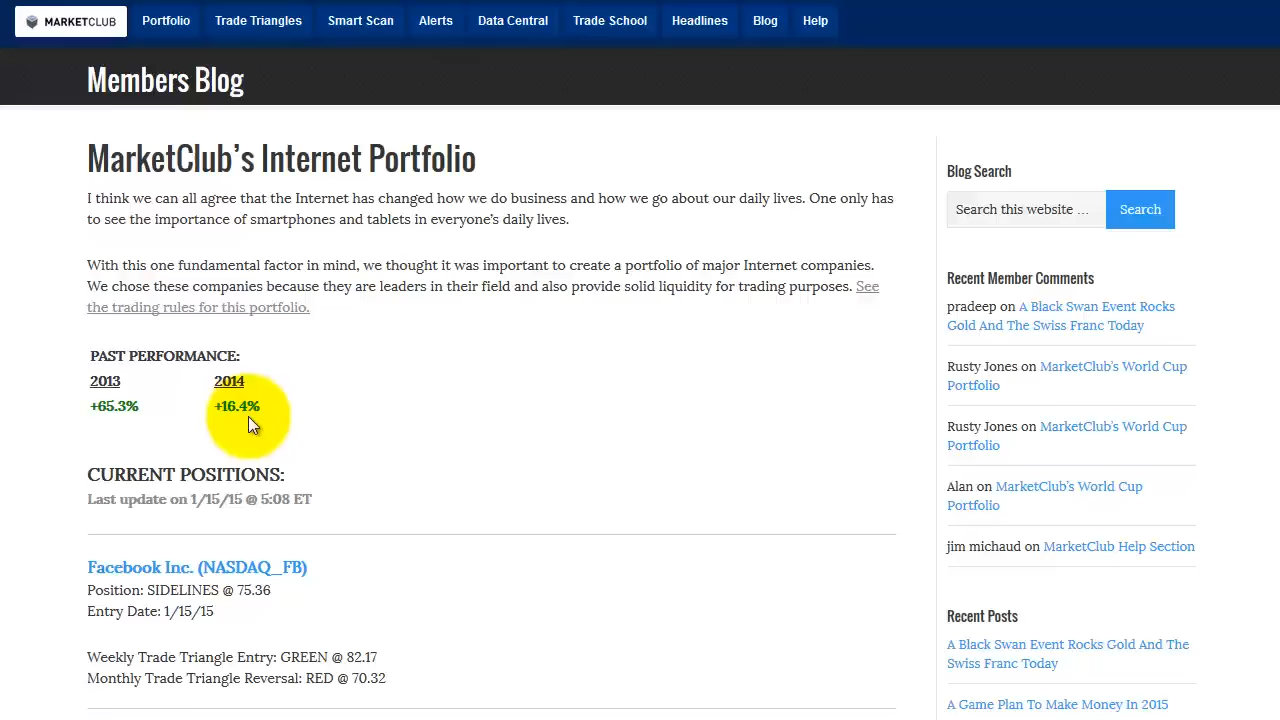 MARKETCLUB Portfolio Trade Triangles Smart Scan Alerts Data Central Trade School Headlines Blog Help
Members Blog
MarketClub's Internet Portfolio
I think we can all agree that the Internet has changed how we do business and how we go about our daily lives. One only has
to see the importance of smartphones and tablets in everyone's daily lives.
With this one fundamental factor in mind, we thought it was important to create a portfolio of major Internet companies.
We chose these companies because they are leaders in their field and also provide solid liquidity for trading purposes. See
the trading rules for this portfolio.
PAST PERFORMANCE:
2013 2014
+65.3% +16.4%
CURRENT POSITIONS:
Last update on 1/15/15 @ 5:08 ET
Facebook Inc. (NASDAQ_FB)
Position: SIDELINES @ 75.36
Entry Date: 1/15/15
Weekly Trade Triangle Entry: GREEN @ 82.17
Monthly Trade Triangle Reversal: RED @ 70.32
Blog Search
Search this website ... Search
Recent Member Comments
pradeep on A Black Swan Event Rocks
Gold And The Swiss Franc Today
Rusty Jones on MarketClub's World Cup
Portfolio
Rusty Jones on MarketClub's World Cup
Portfolio
Alan on MarketClub's World Cup
Portfolio
jim michaud on MarketClub Help Section
Recent Posts
A Black Swan Event Rocks Gold And The
Swiss Franc Today
A Game Plan To Make Money In 2015